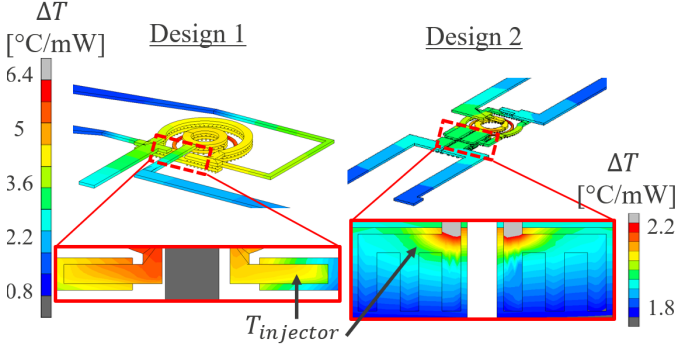 ΔT
[°C/mW]
Design 1
Design 2
6.4
5
3.6
2.2
0.8
ΔT
[°C/mW]
2.2
1.8
T_injector